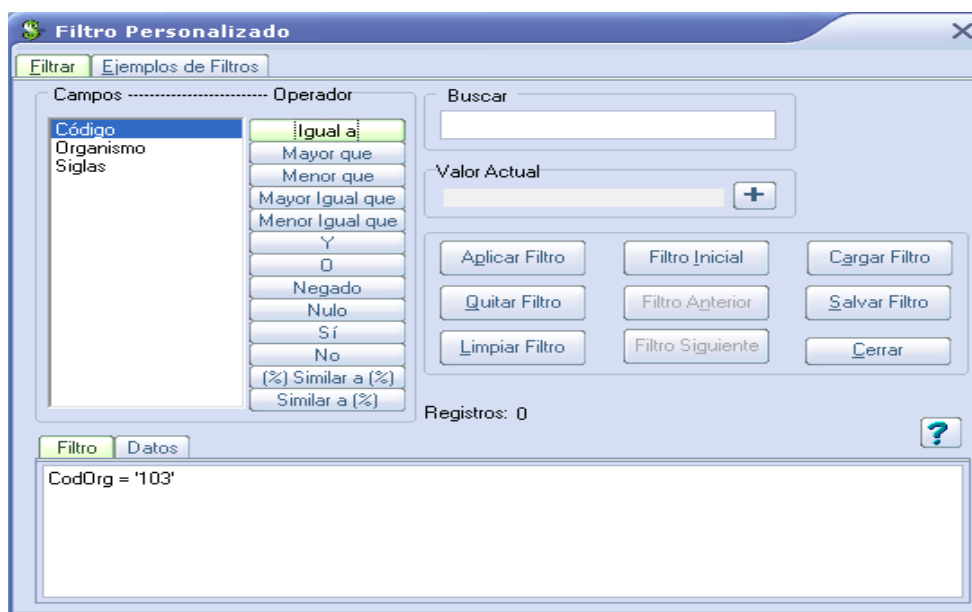 Filtro Personalizado
Filtrar
Ejemplos de Filtros
Campos ------------------------- Operador
Código
Organismo
Siglas
Igual a
Mayor que
Menor que
Mayor Igual que
Menor Igual que
Y
O
Negado
Nulo
Sí
No
(%) Similar a (%)
Similar a (%)
Buscar
Valor Actual
+
Aplicar Filtro
Filtro Inicial
Cargar Filtro
Quitar Filtro
Filtro Anterior
Salvar Filtro
Limpiar Filtro
Filtro Siguiente
Cerrar
Registros: 0
?
Filtro
Datos
CodOrg = '103'